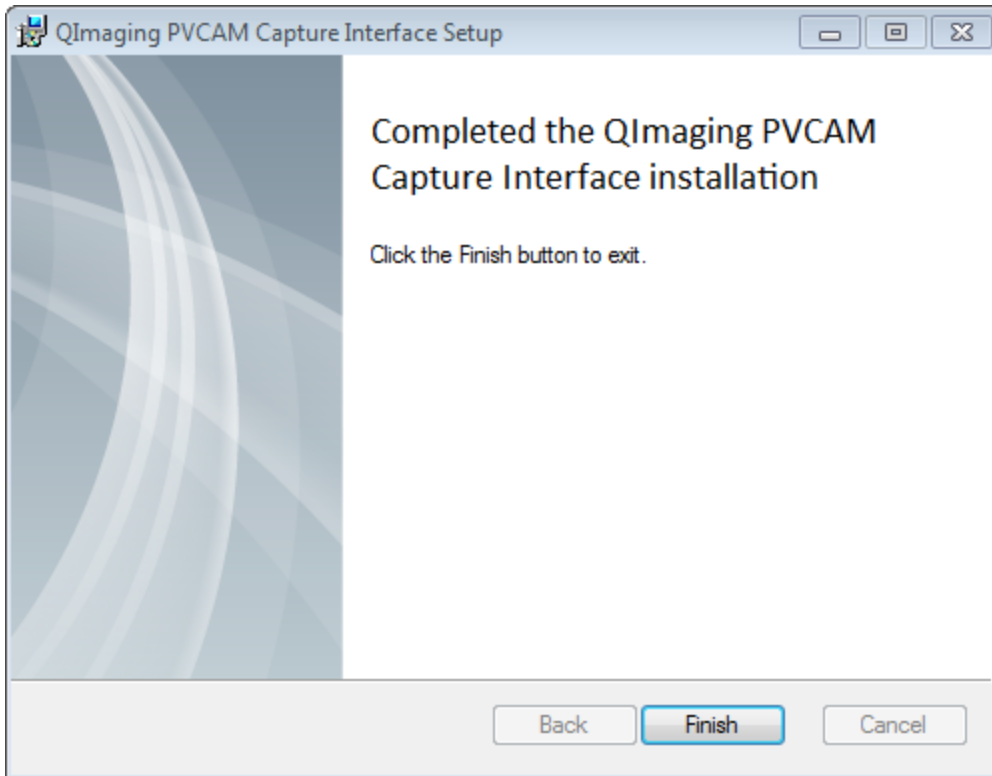 QImaging PVCAM Capture Interface Setup
Completed the QImaging PVCAM
Capture Interface installation
Click the Finish button to exit.
Back
Finish
Cancel